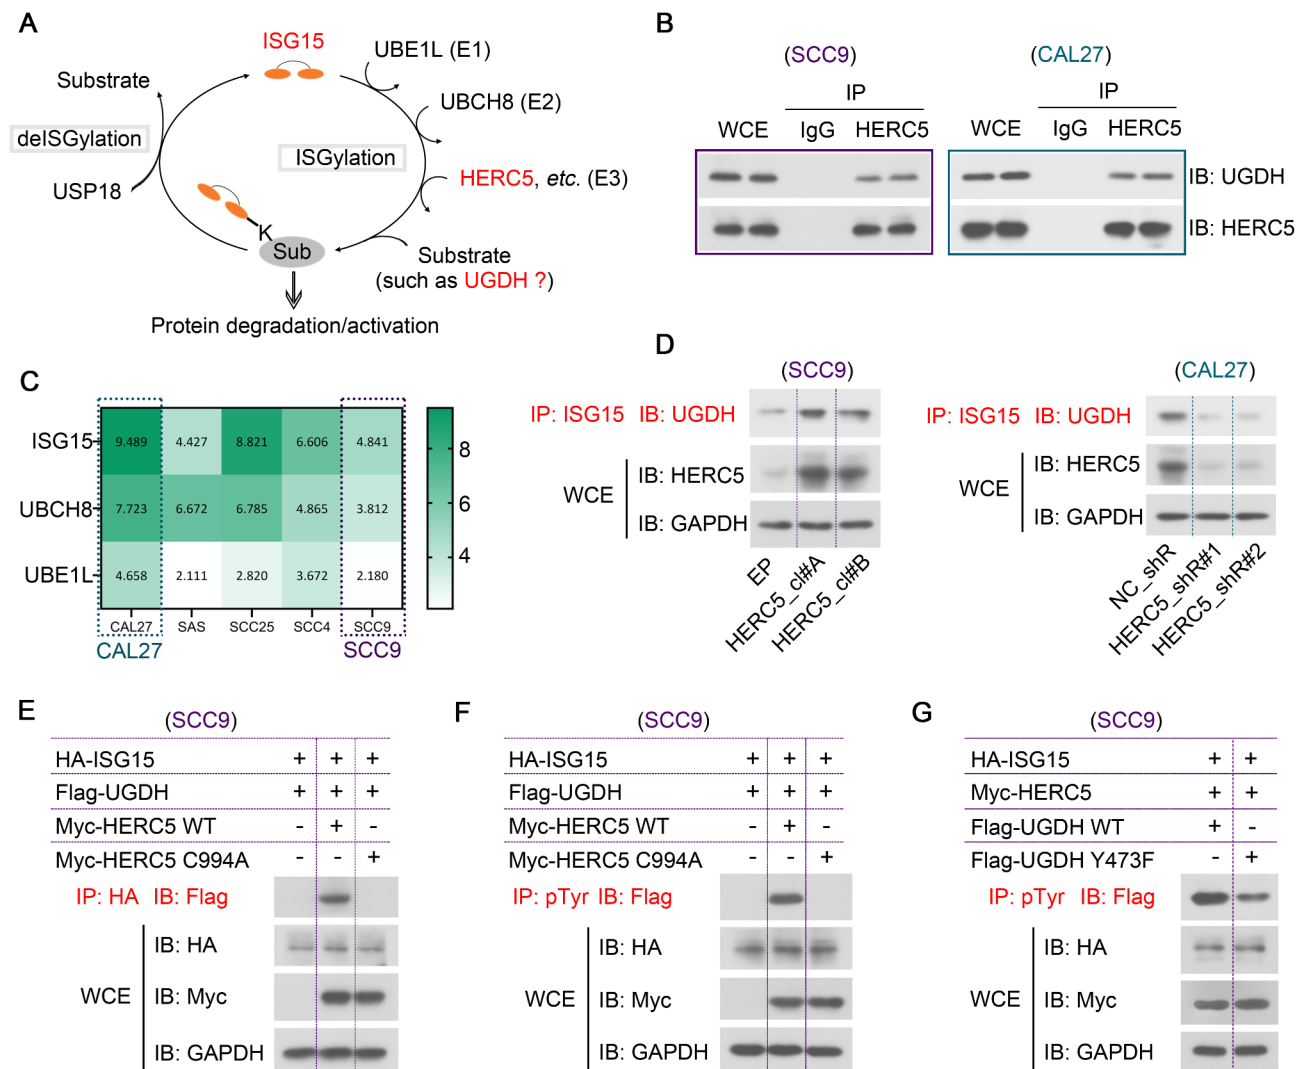 A
ISG15
UBE1L (E1)
Substrate
UBCH8 (E2)
deISGylation
ISGylation
HERC5, etc. (E3)
USP18
K
Sub
Substrate
(such as UGDH ?)
Protein degradation/activation
B
(SCC9)
(CAL27)
IP
IP
WCE IgG HERC5
WCE IgG HERC5
IB: UGDH
IB: HERC5
C
ISG15 9.489 4.427 8.821 6.606 4.841
UBCH8 7.723 6.672 6.785 4.865 3.812
UBE1L 4.658 2.111 2.820 3.672 2.180
CAL27 SAS SCC25 SCC4 SCC9
CAL27 SCC9
8
6
4
D
(SCC9)
IP: ISG15 IB: UGDH
IB: HERC5
WCE
IB: GAPDH
EP
HERC5_cl#A
HERC5_cl#B
(CAL27)
IP: ISG15 IB: UGDH
IB: HERC5
WCE
IB: GAPDH
NC_shR
HERC5_shR#1
HERC5_shR#2
E
(SCC9)
HA-ISG15 + + +
Flag-UGDH + + +
Myc-HERC5 WT - + -
Myc-HERC5 C994A - - +
IP: HA IB: Flag
IB: HA
WCE IB: Myc
IB: GAPDH
F
(SCC9)
HA-ISG15 + + +
Flag-UGDH + + +
Myc-HERC5 WT - + -
Myc-HERC5 C994A - - +
IP: pTyr IB: Flag
IB: HA
WCE IB: Myc
IB: GAPDH
G
(SCC9)
HA-ISG15 + +
Myc-HERC5 + +
Flag-UGDH WT + -
Flag-UGDH Y473F - +
IP: pTyr IB: Flag
IB: HA
WCE IB: Myc
IB: GAPDH